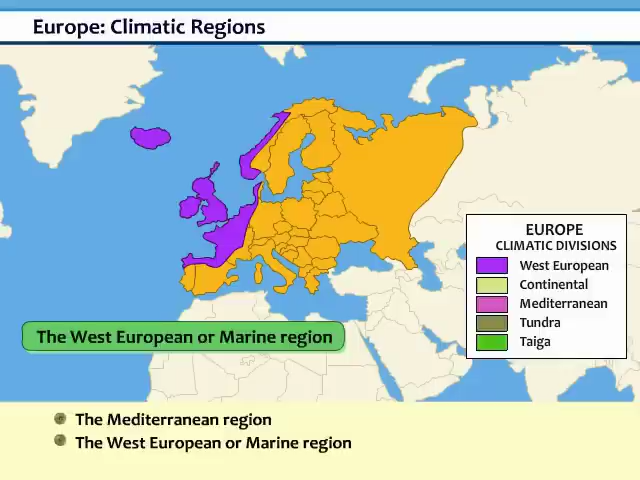 Europe: Climatic Regions
EUROPE
CLIMATIC DIVISIONS
West European
Continental
Mediterranean
Tundra
Taiga
The West European or Marine region
The Mediterranean region
The West European or Marine region